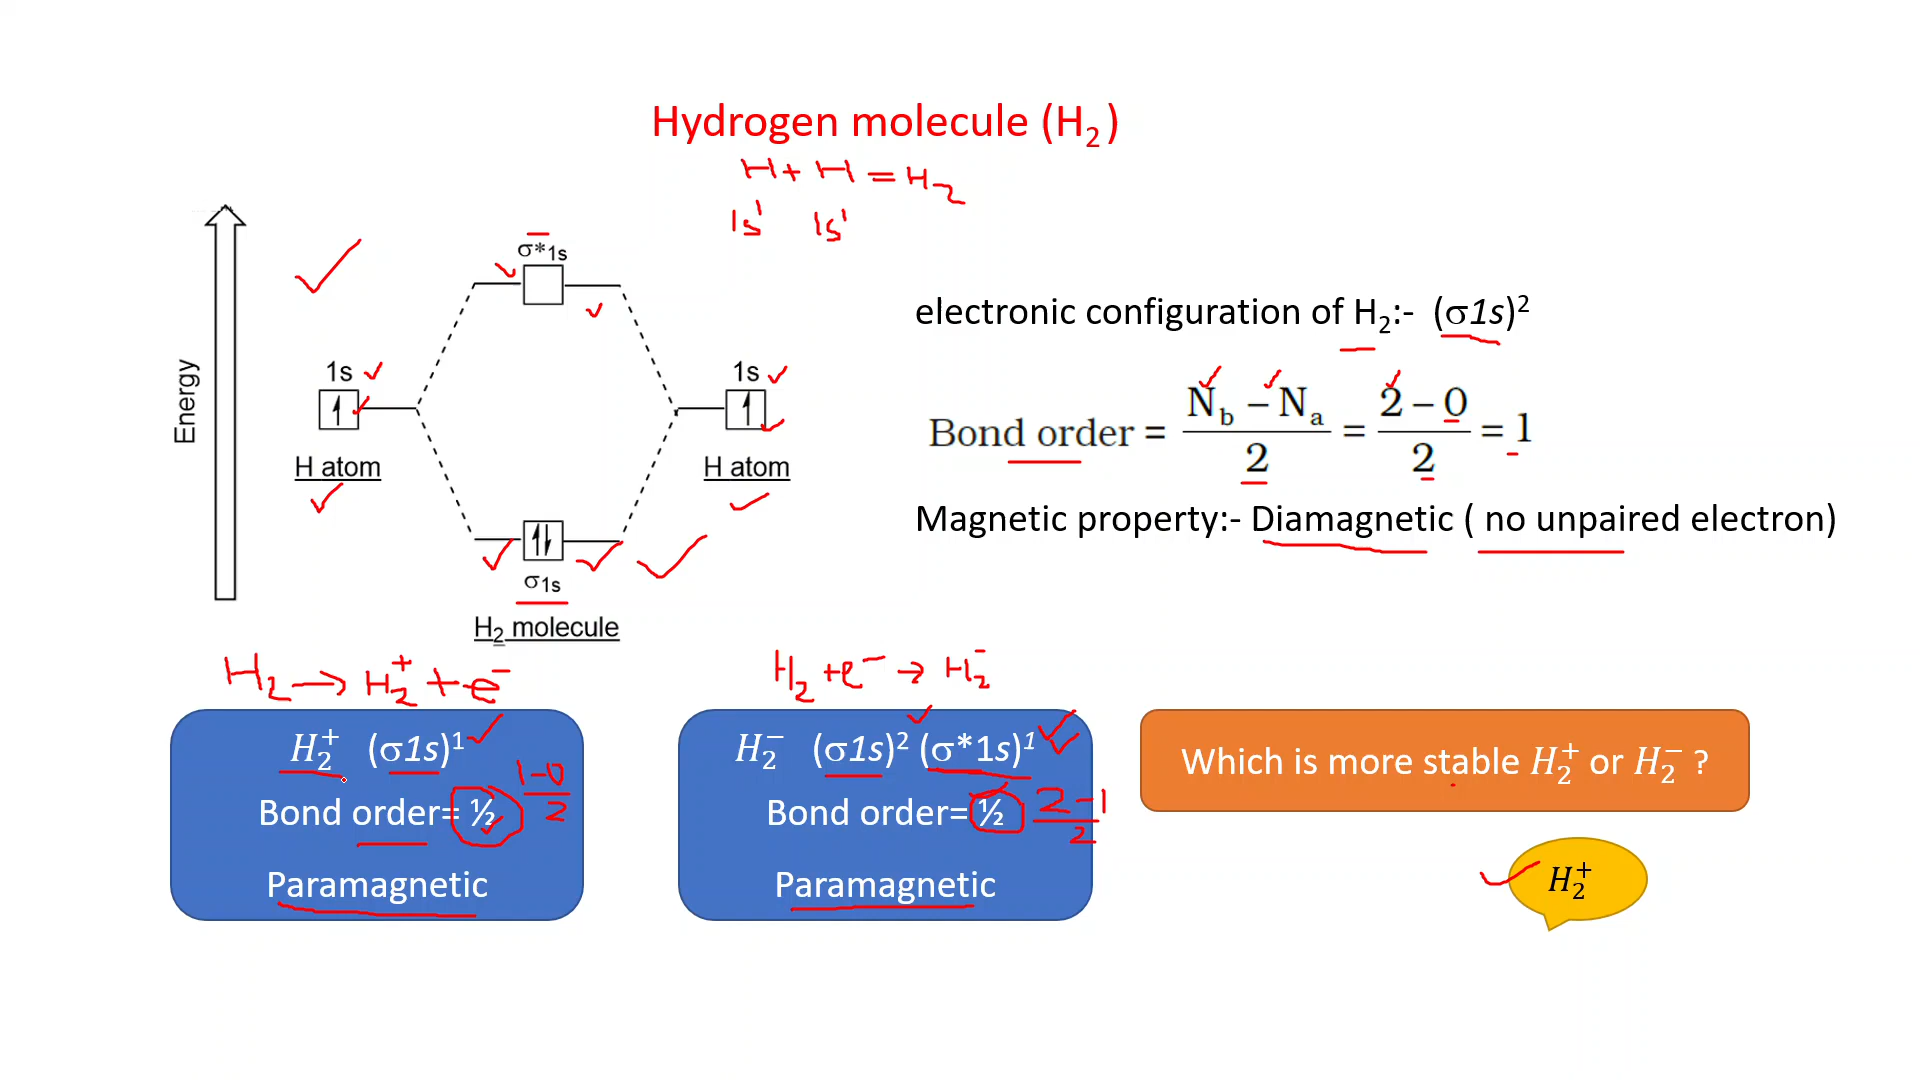 Hydrogen molecule (H₂)
H + H = H₂
1s¹ 1s¹
σ*1s
Energy
1s
1s
H atom
H atom
σ1s
H₂ molecule
electronic configuration of H₂:- (σ1s)²
Bond order = (N_b − N_a)/2 = (2 − 0)/2 = 1
Magnetic property:- Diamagnetic ( no unpaired electron)
H₂ → H₂⁺ + e⁻
H₂⁺ (σ1s)¹
Bond order= ½ (1-0)/2
Paramagnetic
H₂ + e⁻ → H₂⁻
H₂⁻ (σ1s)² (σ*1s)¹
Bond order= ½ (2-1)/2
Paramagnetic
Which is more stable H₂⁺ or H₂⁻ ?
H₂⁺